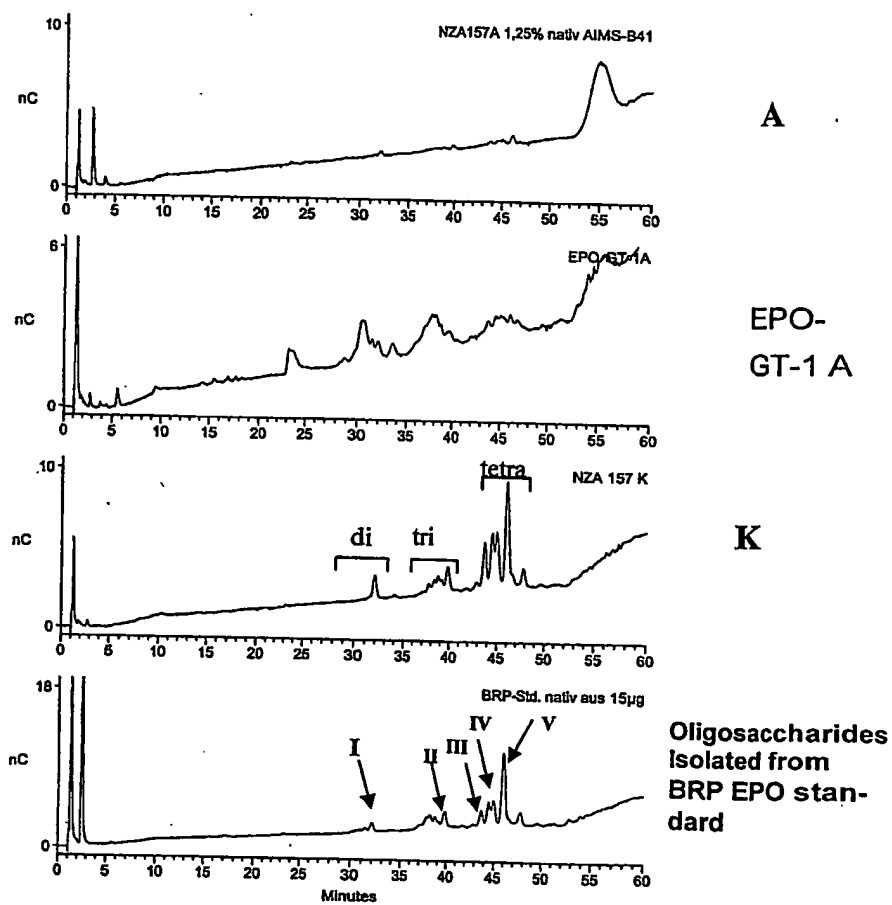 10
NZA157A 1,25% nativ AIMS-B41
nC
A
0
0 5 10 15 20 25 30 35 40 45 50 55 60
6
EPO GT-1A
nC
EPO-
GT-1 A
0
0 5 10 15 20 25 30 35 40 45 50 55 60
10
tetra
NZA 157 K
di
tri
nC
K
0
0 5 10 15 20 25 30 35 40 45 50 55 60
18
BRP-Std. nativ aus 15µg
IV
V
I
II
III
nC
Oligosaccharides
Isolated from
BRP EPO stan-
dard
0
0 5 10 15 20 25 30 35 40 45 50 55 60
Minutes